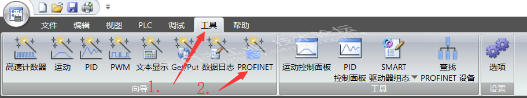 文件 编辑 视图 PLC 调试 工具 帮助
高速计数器 运动 PID PWM 文本显示 Get/Put 数据日志 PROFINET 运动控制面板 PID 控制面板 SMART 驱动器组态 查找 PROFINET 设备 选项
1. 2.
向导 工具 设置